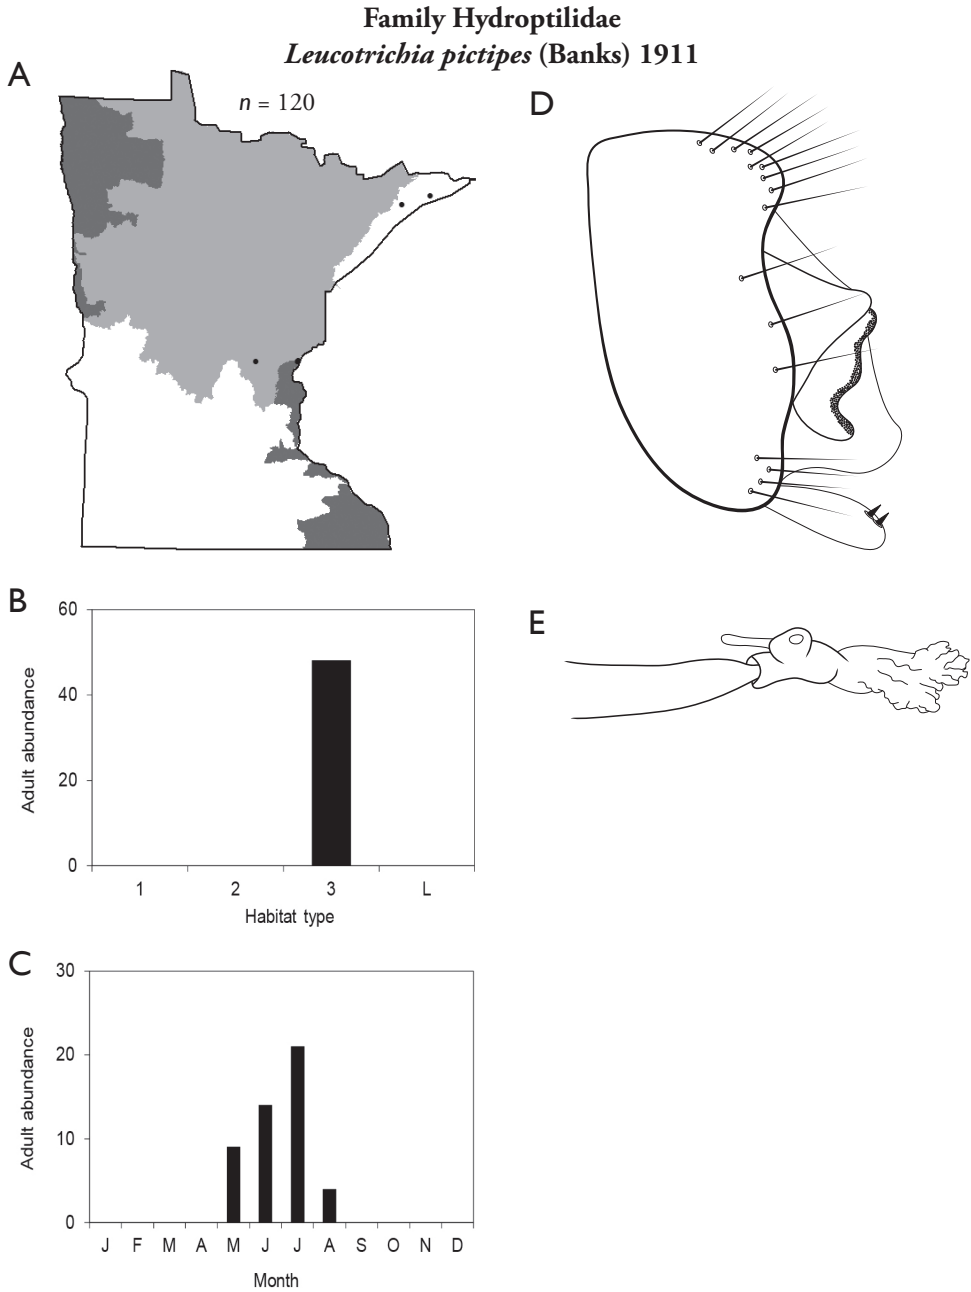 Family Hydroptilidae
Leucotrichia pictipes (Banks) 1911
A
n = 120
D
B
60
40
20
0
Adult abundance
1 2 3 L
Habitat type
E
C
30
20
10
0
Adult abundance
J F M A M J J A S O N D
Month